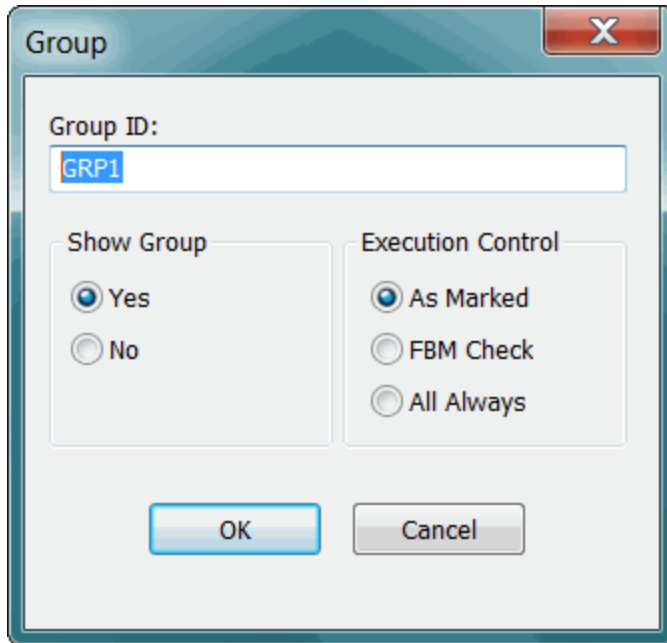 Group
Group ID:
GRP1
Show Group
Yes
No
Execution Control
As Marked
FBM Check
All Always
OK
Cancel